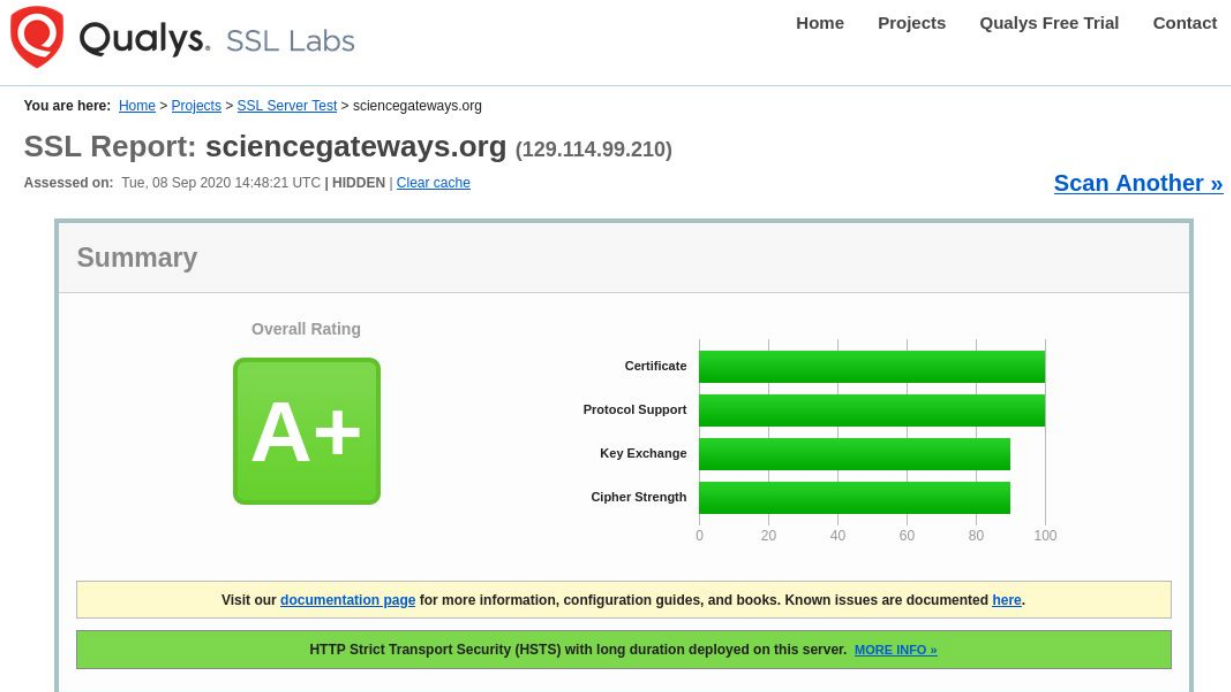 Qualys. SSL Labs
Home Projects Qualys Free Trial Contact
You are here: Home > Projects > SSL Server Test > sciencegateways.org
SSL Report: sciencegateways.org (129.114.99.210)
Assessed on: Tue, 08 Sep 2020 14:48:21 UTC | HIDDEN | Clear cache
Scan Another »
Summary
Overall Rating
A+
Certificate
Protocol Support
Key Exchange
Cipher Strength
0 20 40 60 80 100
Visit our documentation page for more information, configuration guides, and books. Known issues are documented here.
HTTP Strict Transport Security (HSTS) with long duration deployed on this server. MORE INFO »